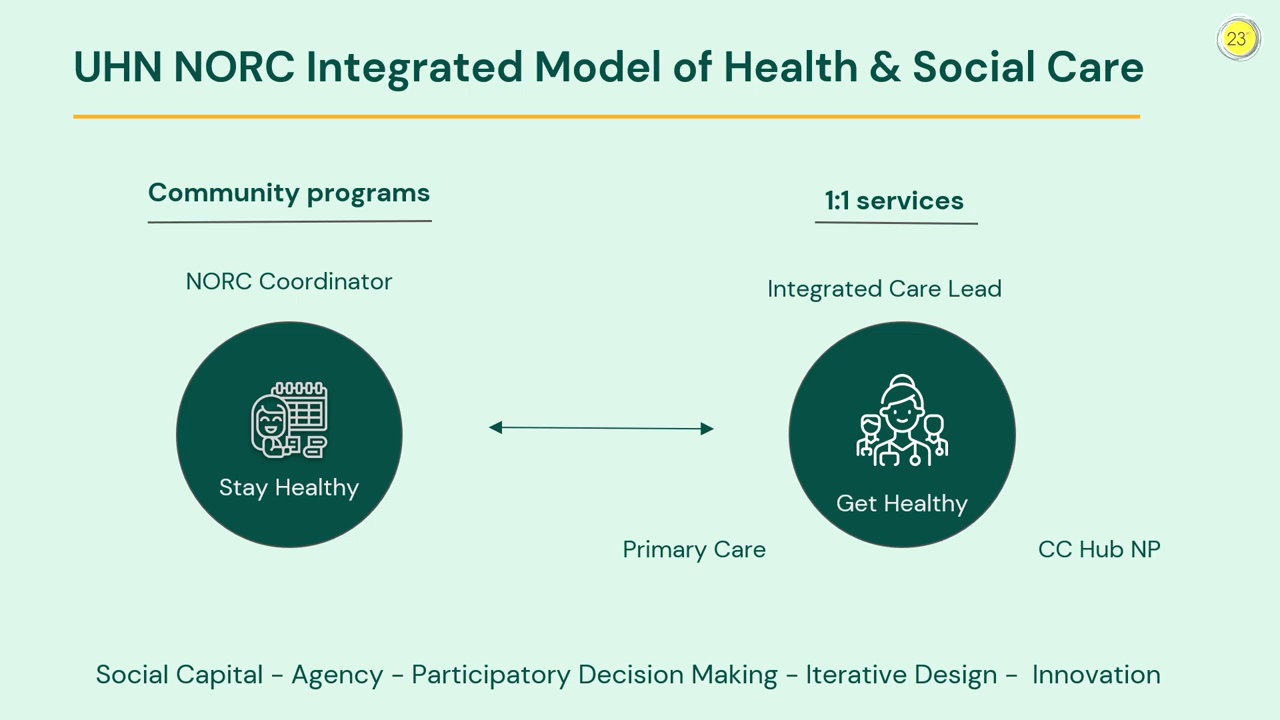 UHN NORC Integrated Model of Health & Social Care
23
Community programs
1:1 services
NORC Coordinator
Integrated Care Lead
Stay Healthy
Get Healthy
Primary Care
CC Hub NP
Social Capital - Agency - Participatory Decision Making - Iterative Design - Innovation